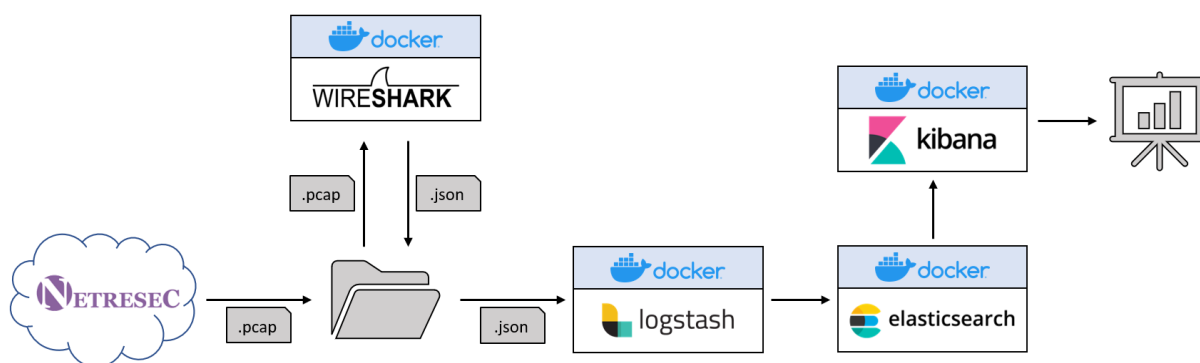 docker
WIRESHARK
.pcap
.json
NETRESEC
.pcap
.json
docker
logstash
docker
elasticsearch
docker
kibana